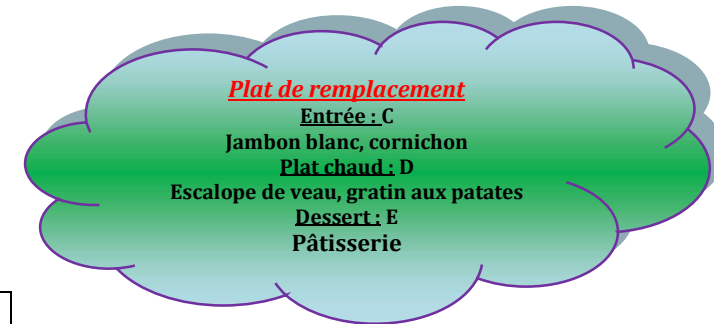 Plat de remplacement
Entrée : C
Jambon blanc, cornichon
Plat chaud : D
Escalope de veau, gratin aux patates
Dessert : E
Pâtisserie